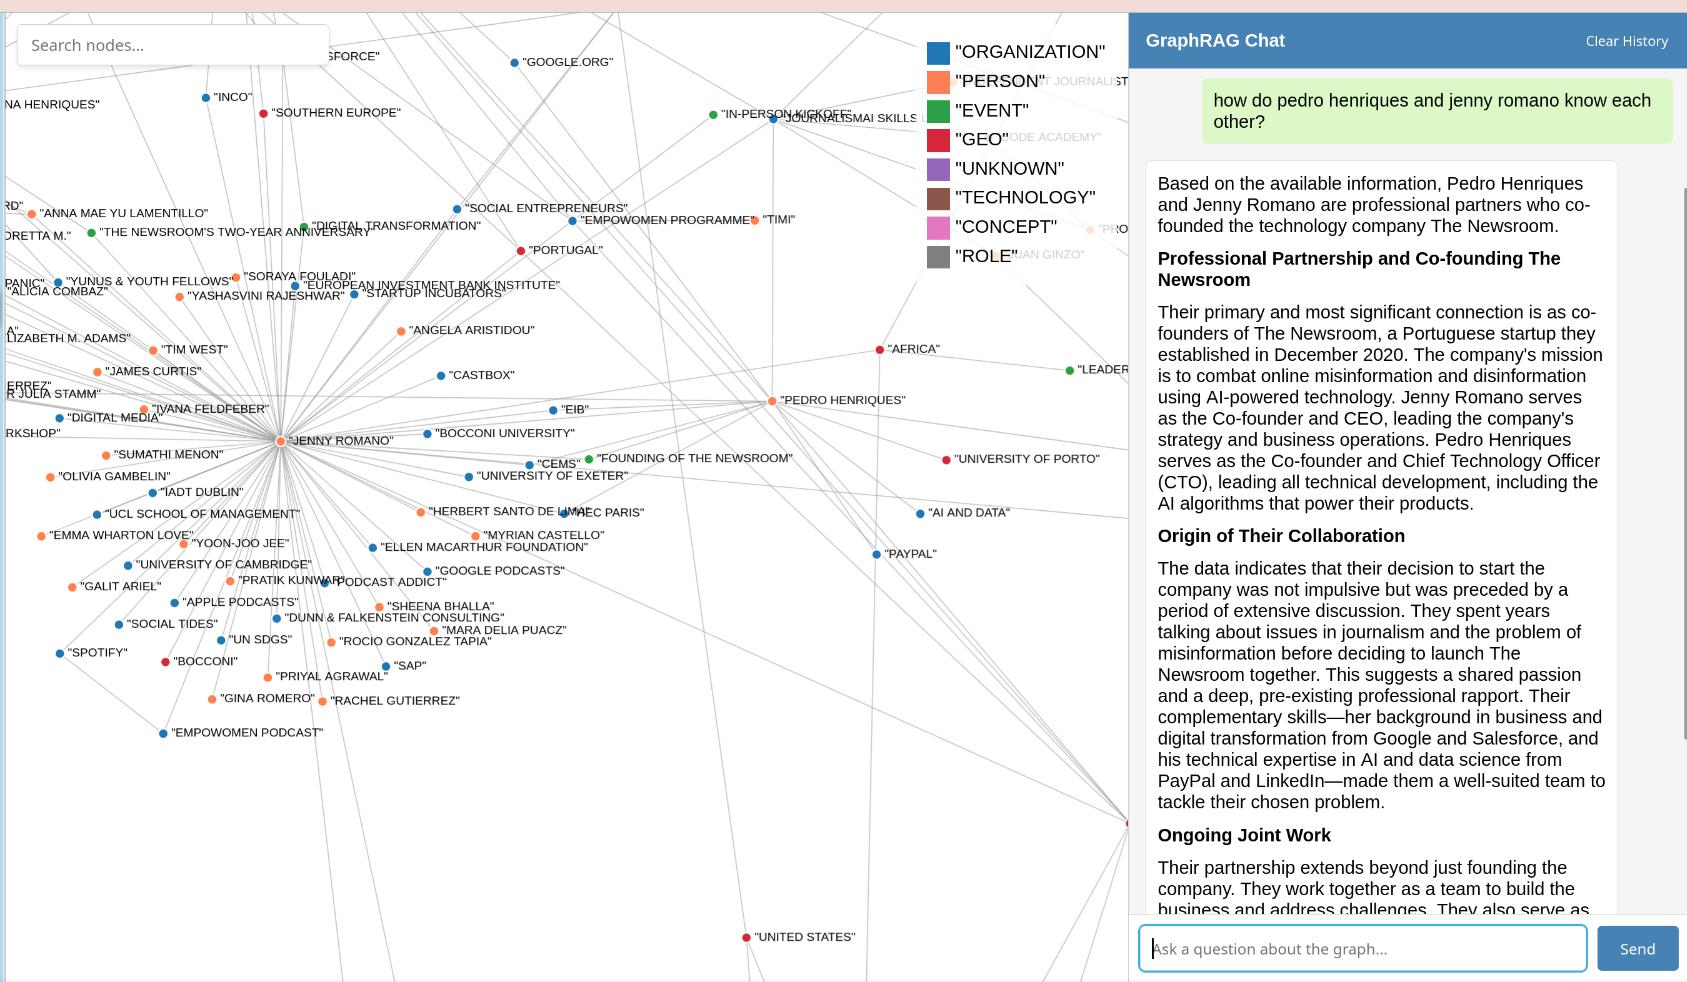 Search nodes...
SFORCE"
"GOOGLE.ORG"
"INCO"
NA HENRIQUES"
"SOUTHERN EUROPE"
"IN-PERSON KICKOFF"
JOURNALISMAI SKILLS
"ORGANIZATION"
"PERSON"
"EVENT"
"GEO"
"UNKNOWN"
"TECHNOLOGY"
"CONCEPT"
"ROLE"
T JOURNALIST
ODE ACADEMY"
"PRO
UAN GINZO"
RD"
"ANNA MAE YU LAMENTILLO"
"SOCIAL ENTREPRENEURS"
"EMPOWOMEN PROGRAMME"
"TIMI"
"DIGITAL TRANSFORMATION"
ORETTA M."
"THE NEWSROOM'S TWO-YEAR ANNIVERSARY"
"PORTUGAL"
PANIC"
"YUNUS & YOUTH FELLOWS"
"SORAYA FOULADI"
"EUROPEAN INVESTMENT BANK INSTITUTE"
"ALICIA COMBAZ"
"YASHASVINI RAJESHWAR"
"STARTUP INCUBATORS"
A"
"ANGELA ARISTIDOU"
LIZABETH M. ADAMS"
"TIM WEST"
"AFRICA"
"JAMES CURTIS"
"CASTBOX"
"LEADER
ERREZ"
R JULIA STAMM"
"PEDRO HENRIQUES"
"IVANA FELDFEBER"
"EIB"
"DIGITAL MEDIA"
RKSHOP"
"BOCCONI UNIVERSITY"
"JENNY ROMANO"
"SUMATHI MENON"
"CEMS"
"FOUNDING OF THE NEWSROOM"
"UNIVERSITY OF PORTO"
"OLIVIA GAMBELIN"
"UNIVERSITY OF EXETER"
"IADT DUBLIN"
"UCL SCHOOL OF MANAGEMENT"
"HERBERT SANTO DE LIMA"
"HEC PARIS"
"AI AND DATA"
"EMMA WHARTON LOVE"
"YOON-JOO JEE"
"MYRIAN CASTELLO"
"ELLEN MACARTHUR FOUNDATION"
"PAYPAL"
"UNIVERSITY OF CAMBRIDGE"
"GOOGLE PODCASTS"
"GALIT ARIEL"
"PRATIK KUNWAR"
"PODCAST ADDICT"
"APPLE PODCASTS"
"SHEENA BHALLA"
"SOCIAL TIDES"
"DUNN & FALKENSTEIN CONSULTING"
"MARA DELIA PUACZ"
"UN SDGS"
"ROCIO GONZALEZ TAPIA"
"SPOTIFY"
"BOCCONI"
"SAP"
"PRIYAL AGRAWAL"
"GINA ROMERO"
"RACHEL GUTIERREZ"
"EMPOWOMEN PODCAST"
"UNITED STATES"
GraphRAG Chat
Clear History
how do pedro henriques and jenny romano know each
other?
Based on the available information, Pedro Henriques
and Jenny Romano are professional partners who co-
founded the technology company The Newsroom.
Professional Partnership and Co-founding The
Newsroom
Their primary and most significant connection is as co-
founders of The Newsroom, a Portuguese startup they
established in December 2020. The company's mission
is to combat online misinformation and disinformation
using AI-powered technology. Jenny Romano serves
as the Co-founder and CEO, leading the company's
strategy and business operations. Pedro Henriques
serves as the Co-founder and Chief Technology Officer
(CTO), leading all technical development, including the
AI algorithms that power their products.
Origin of Their Collaboration
The data indicates that their decision to start the
company was not impulsive but was preceded by a
period of extensive discussion. They spent years
talking about issues in journalism and the problem of
misinformation before deciding to launch The
Newsroom together. This suggests a shared passion
and a deep, pre-existing professional rapport. Their
complementary skills—her background in business and
digital transformation from Google and Salesforce, and
his technical expertise in AI and data science from
PayPal and LinkedIn—made them a well-suited team to
tackle their chosen problem.
Ongoing Joint Work
Their partnership extends beyond just founding the
company. They work together as a team to build the
business and address challenges. They also serve as
Ask a question about the graph...
Send